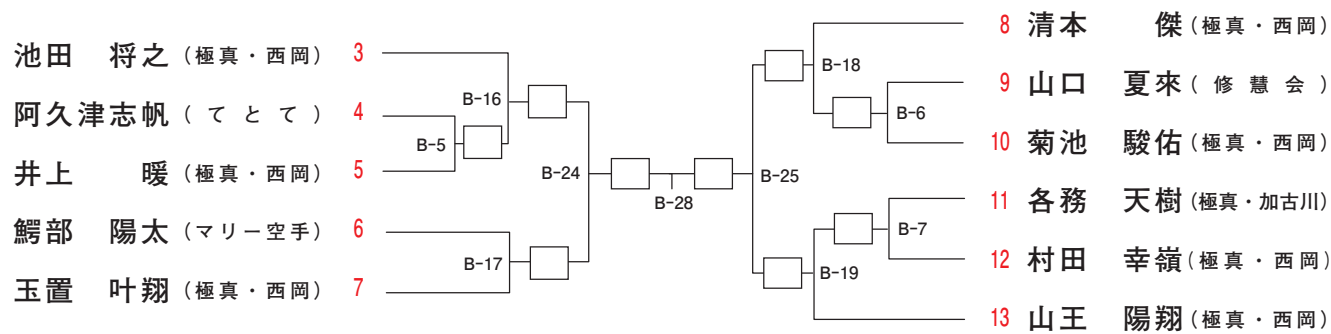 池田 将之（極真・西岡） 3
阿久津志帆（てとて） 4
井上 暖（極真・西岡） 5
鰐部 陽太（マリー空手） 6
玉置 叶翔（極真・西岡） 7
B-16
B-5
B-24
B-17
B-28
B-25
B-18
B-6
B-7
B-19
8 清本 傑（極真・西岡）
9 山口 夏來（修慧会）
10 菊池 駿佑（極真・西岡）
11 各務 天樹（極真・加古川）
12 村田 幸嶺（極真・西岡）
13 山王 陽翔（極真・西岡）